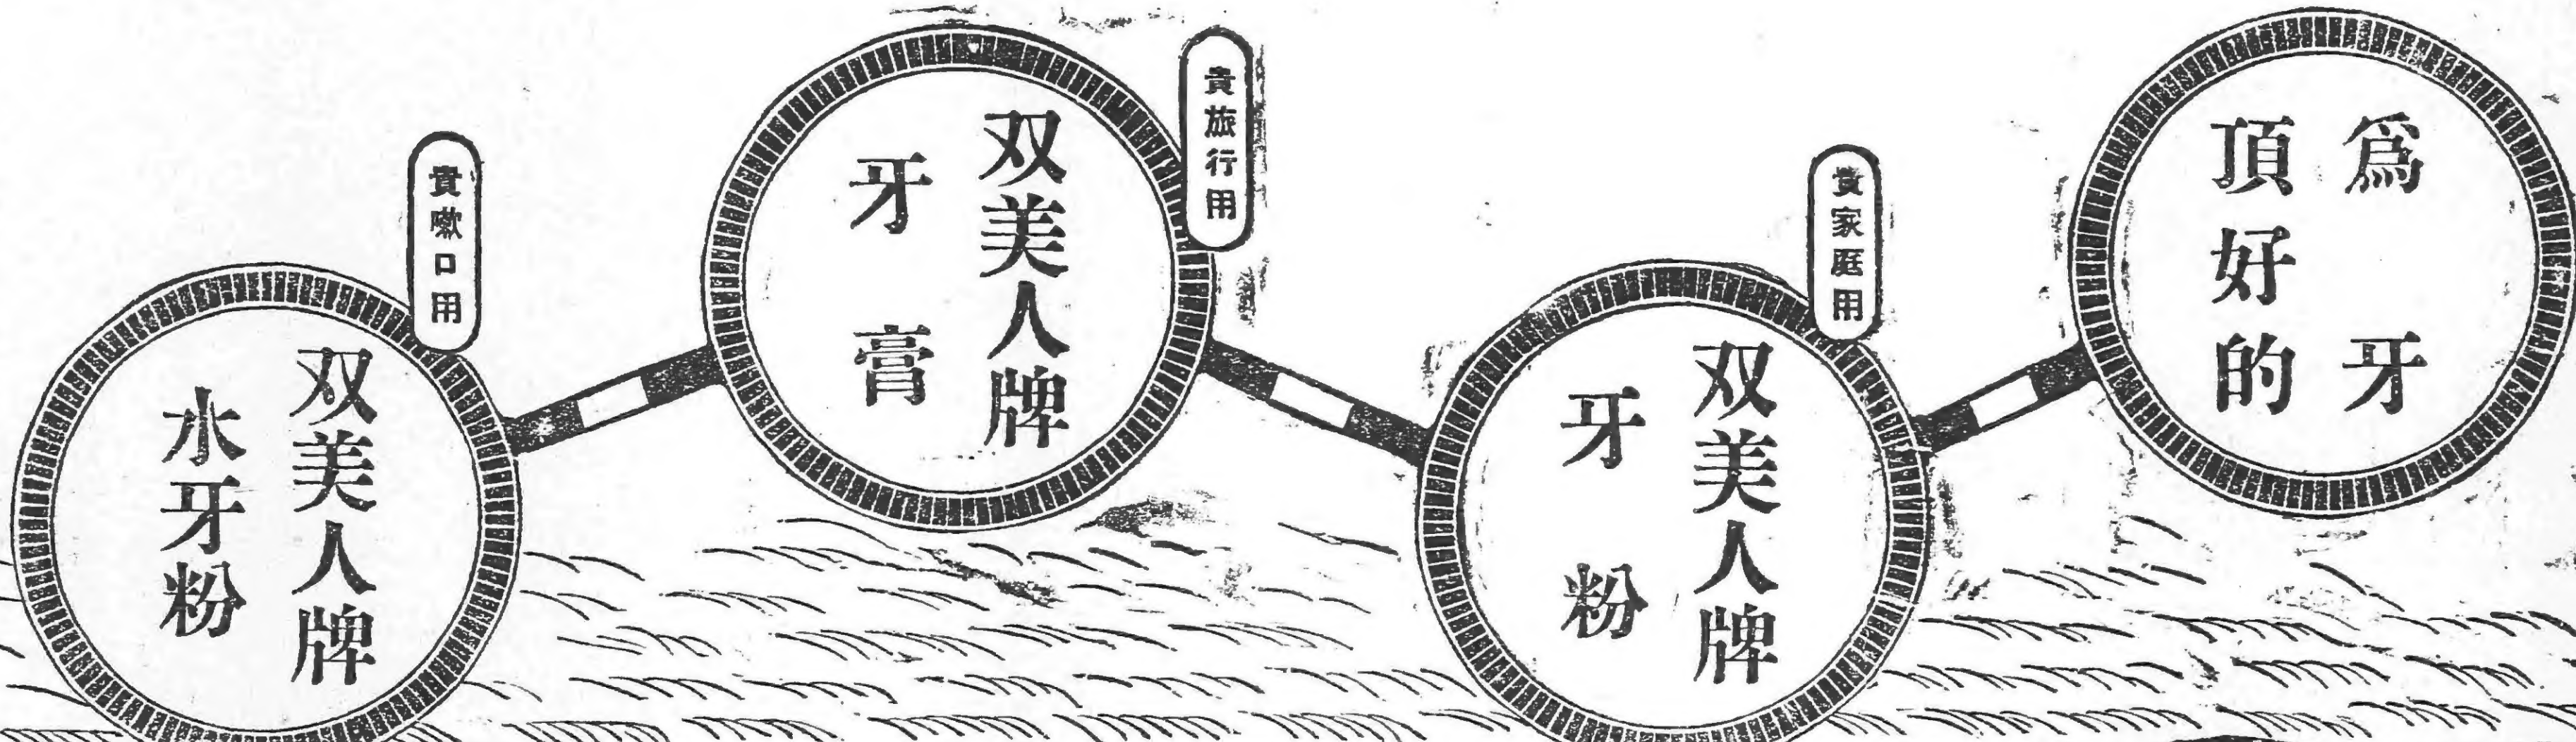 爲牙
頂好的
貴家庭用
双美人牌
牙粉
貴旅行用
双美人牌
牙膏
貴嗽口用
双美人牌
水牙粉